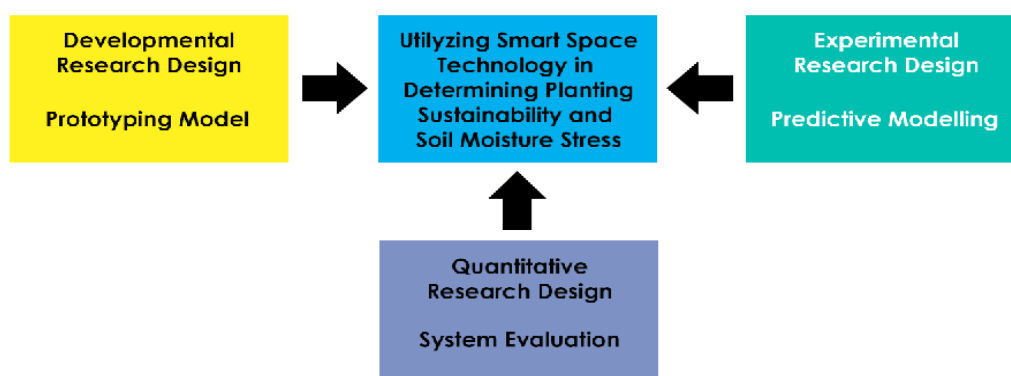 Developmental
Research Design
Prototyping Model
Utilyzing Smart Space
Technology in
Determining Planting
Sustainability and
Soil Moisture Stress
Experimental
Research Design
Predictive Modelling
Quantitative
Research Design
System Evaluation